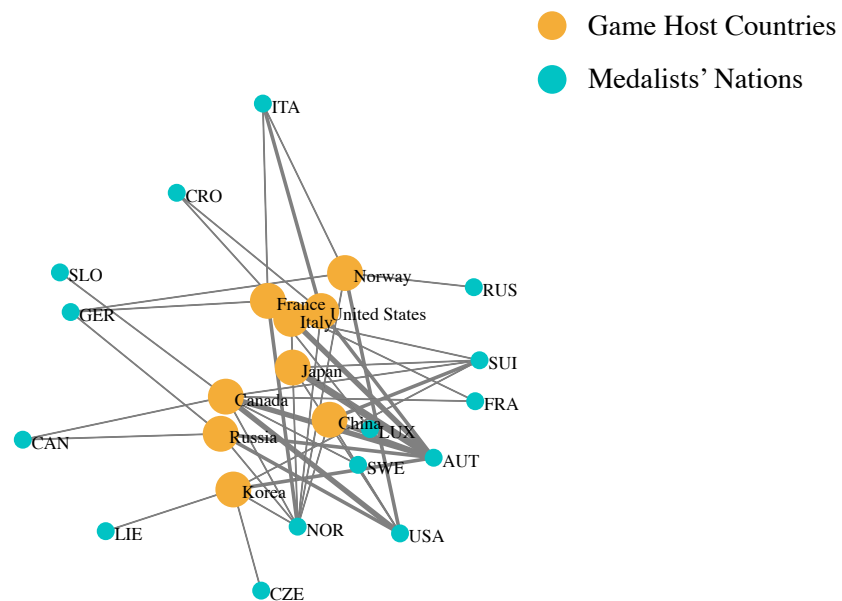 Game Host Countries
Medalists’ Nations
ITA
CRO
SLO
Norway
RUS
GER
France
United States
Italy
SUI
Japan
Canada
FRA
China
LUX
CAN
Russia
SWE
AUT
Korea
LIE
NOR
USA
CZE